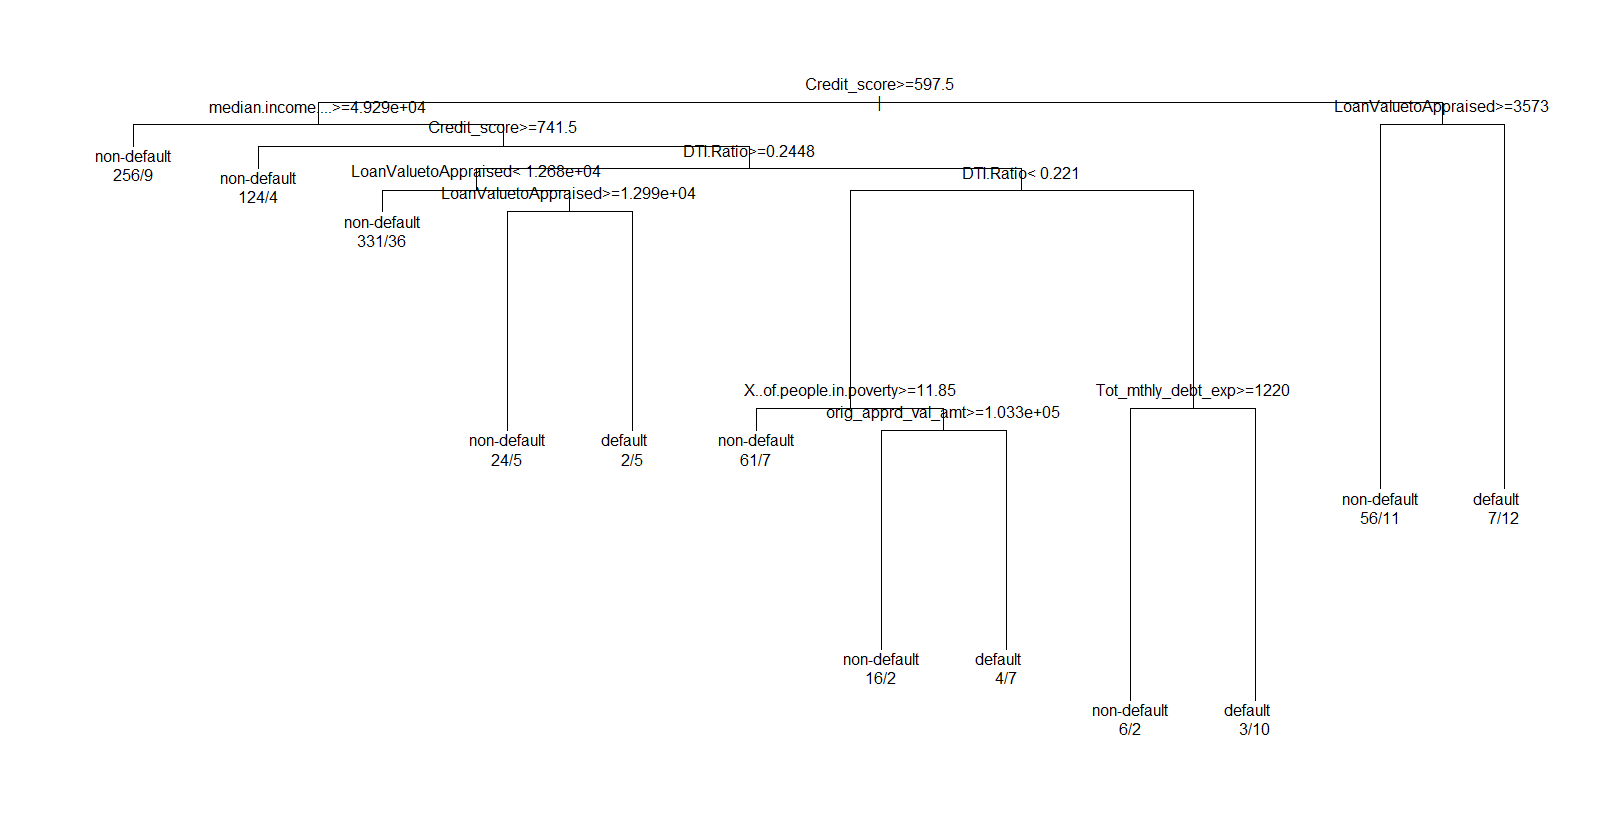 Credit_score>=597.5
median.income....>=4.929e+04
LoanValuetoAppraised>=3573
Credit_score>=741.5
DTI.Ratio>=0.2448
non-default
256/9
LoanValuetoAppraised< 1.268e+04
DTI.Ratio< 0.221
non-default
124/4
LoanValuetoAppraised>=1.299e+04
non-default
331/36
X..of.people.in.poverty>=11.85
Tot_mthly_debt_exp>=1220
orig_apprd_val_amt>=1.033e+05
non-default
24/5
default
2/5
non-default
61/7
non-default
56/11
default
7/12
non-default
16/2
default
4/7
non-default
6/2
default
3/10